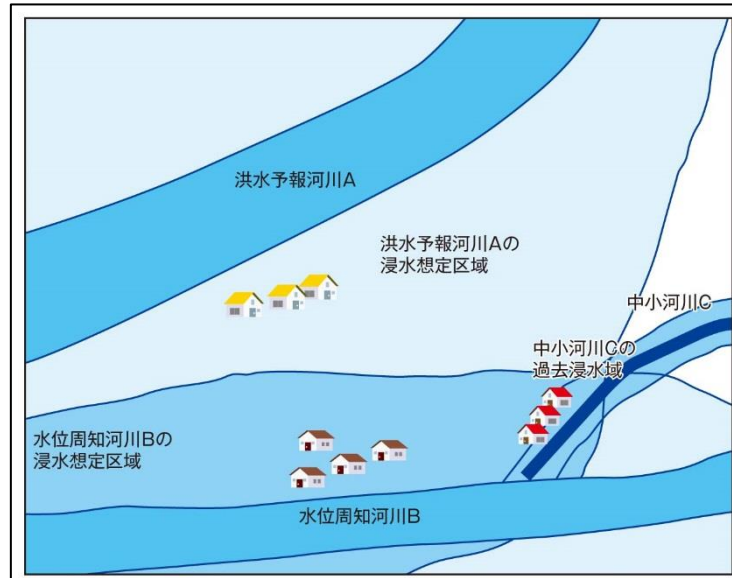 洪水予報河川A
洪水予報河川Aの
浸水想定区域
中小河川C
中小河川Cの
過去浸水域
水位周知河川Bの
浸水想定区域
水位周知河川B